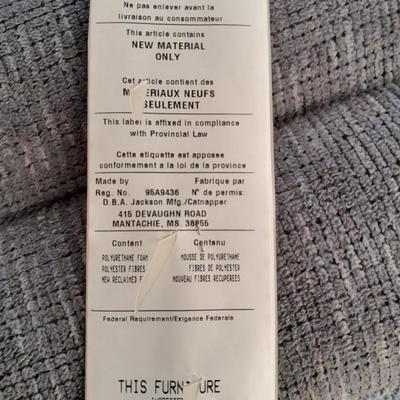 Ne pas enlever avant la
livraison au consommateur
This article contains
NEW MATERIAL
ONLY
Cet article contient des
MATERIAUX NEUFS
SEULEMENT
This label is affixed in compliance
with Provincial Law
Cette etiquette est apposee
conformement a la loi de la province
Made by Fabrique par
Reg. No. 95A9436 N° de permis:
D.B.A. Jackson Mfg./Catnapper
415 DEVAUGHN ROAD
MANTACHIE, MS. 38855
Content Contenu
POLYURETHANE FOAM MOUSSE DE POLYURETHANE
POLYESTER FIBRES FIBRES DE POLYESTER
NEW RECLAIMED NOUVEAU FIBRES RECUPEREES
Federal Requirement/Exigence Federale
THIS FURNITURE